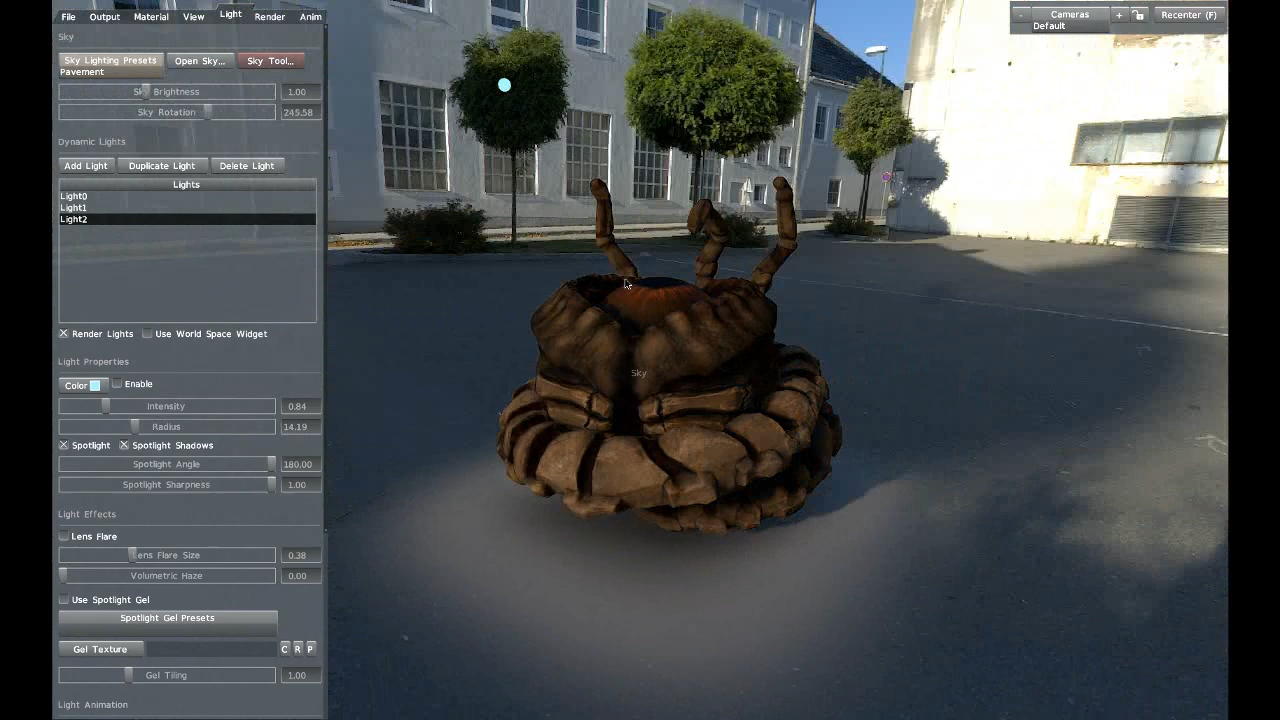 File Output Material View Light Render Anim
Sky
Sky Lighting Presets Open Sky... Sky Tool...
Pavement
Sky Brightness 1.00
Sky Rotation 245.58
Dynamic Lights
Add Light Duplicate Light Delete Light
Lights
Light0
Light1
Light2
Render Lights Use World Space Widget
Light Properties
Color Enable
Intensity 0.84
Radius 14.19
Spotlight Spotlight Shadows
Spotlight Angle 180.00
Spotlight Sharpness 1.00
Light Effects
Lens Flare
Lens Flare Size 0.38
Volumetric Haze 0.00
Use Spotlight Gel
Spotlight Gel Presets
Gel Texture C R P
Gel Tiling 1.00
Light Animation
- Cameras + Recenter (F)
Default
Sky